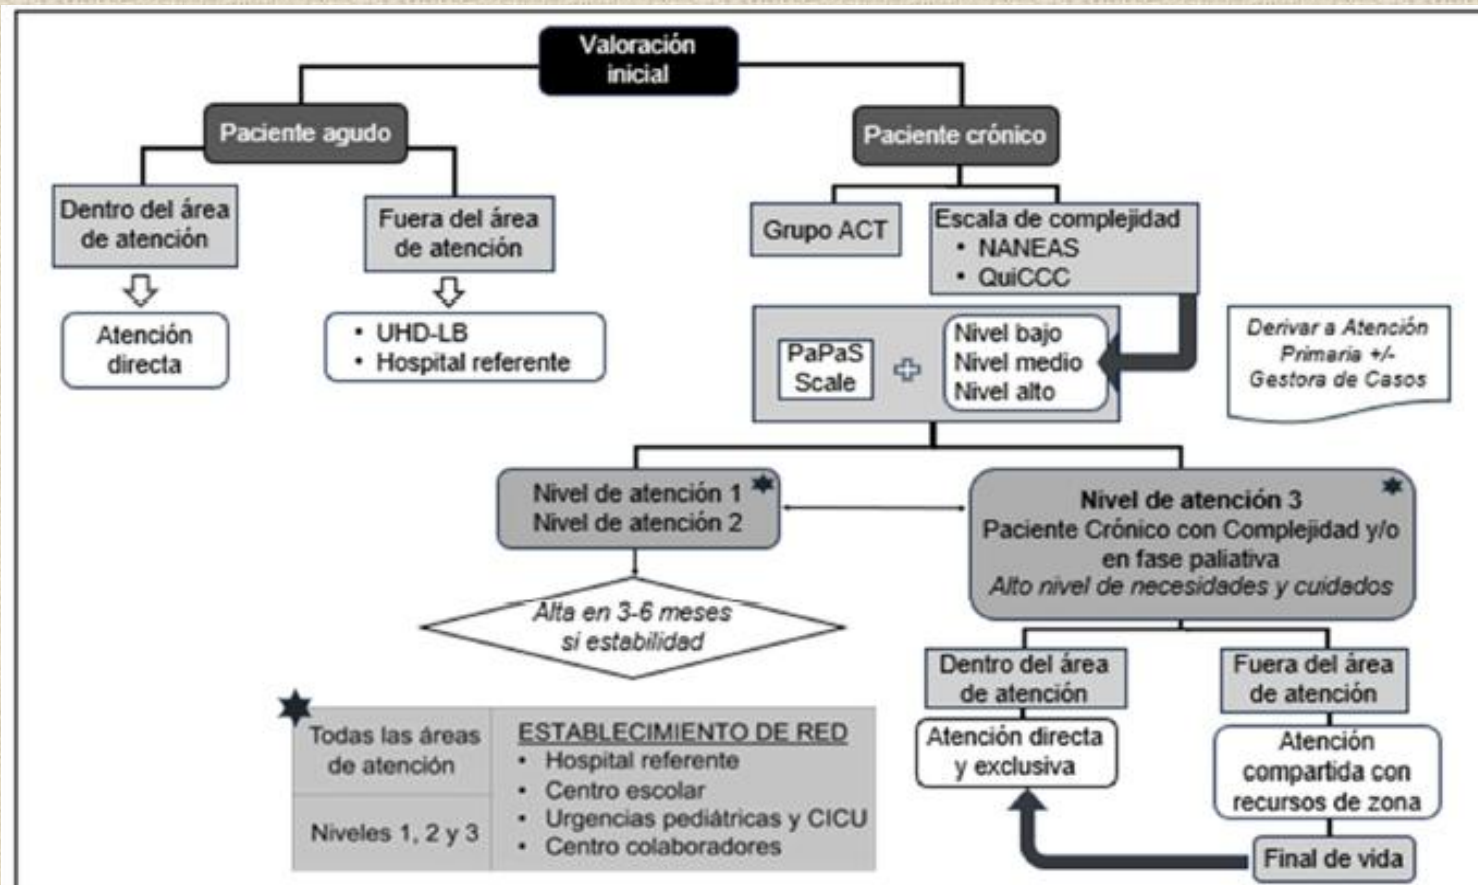 Valoración
inicial
Paciente agudo
Paciente crónico
Dentro del área
de atención
Fuera del área
de atención
Grupo ACT
Escala de complejidad
• NANEAS
• QuiCCC
Atención
directa
• UHD-LB
• Hospital referente
PaPaS
Scale
Nivel bajo
Nivel medio
Nivel alto
Derivar a Atención
Primaria +/-
Gestora de Casos
Nivel de atención 1
Nivel de atención 2
Nivel de atención 3
Paciente Crónico con Complejidad y/o
en fase paliativa
Alto nivel de necesidades y cuidados
Alta en 3-6 meses
si estabilidad
Dentro del área
de atención
Fuera del área
de atención
Atención directa
y exclusiva
Atención
compartida con
recursos de zona
Final de vida
Todas las áreas
de atención
Niveles 1, 2 y 3
ESTABLECIMIENTO DE RED
• Hospital referente
• Centro escolar
• Urgencias pediátricas y CICU
• Centro colaboradores